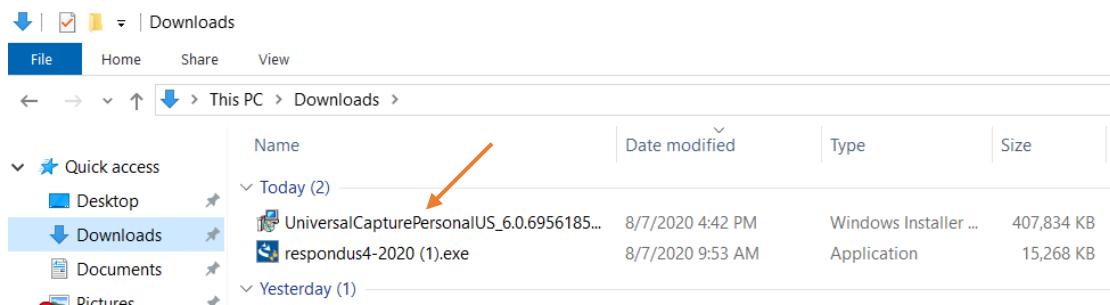 Downloads
File Home Share View
This PC > Downloads >
Name Date modified Type Size
Quick access
Today (2)
Desktop
UniversalCapturePersonalUS_6.0.6956185... 8/7/2020 4:42 PM Windows Installer ... 407,834 KB
Downloads
respondus4-2020 (1).exe 8/7/2020 9:53 AM Application 15,268 KB
Documents
Yesterday (1)
Pictures